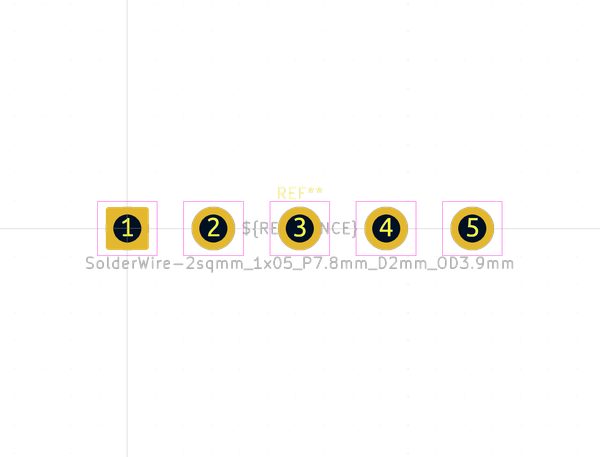 REF**
1 2 ${REFERENCE} 3 4 5
SolderWire-2sqmm_1x05_P7.8mm_D2mm_OD3.9mm